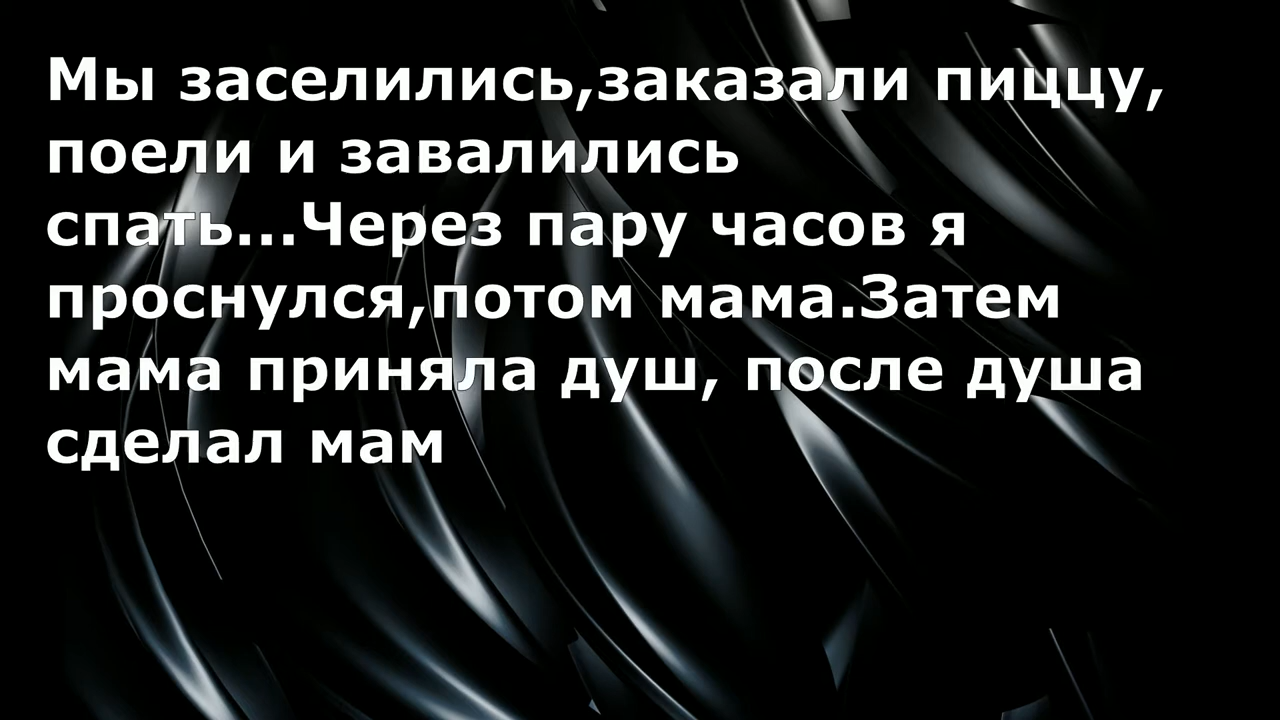 Мы заселились,заказали пиццу,
поели и завалились
спать...Через пару часов я
проснулся,потом мама.Затем
мама приняла душ, после душа
сделал мам